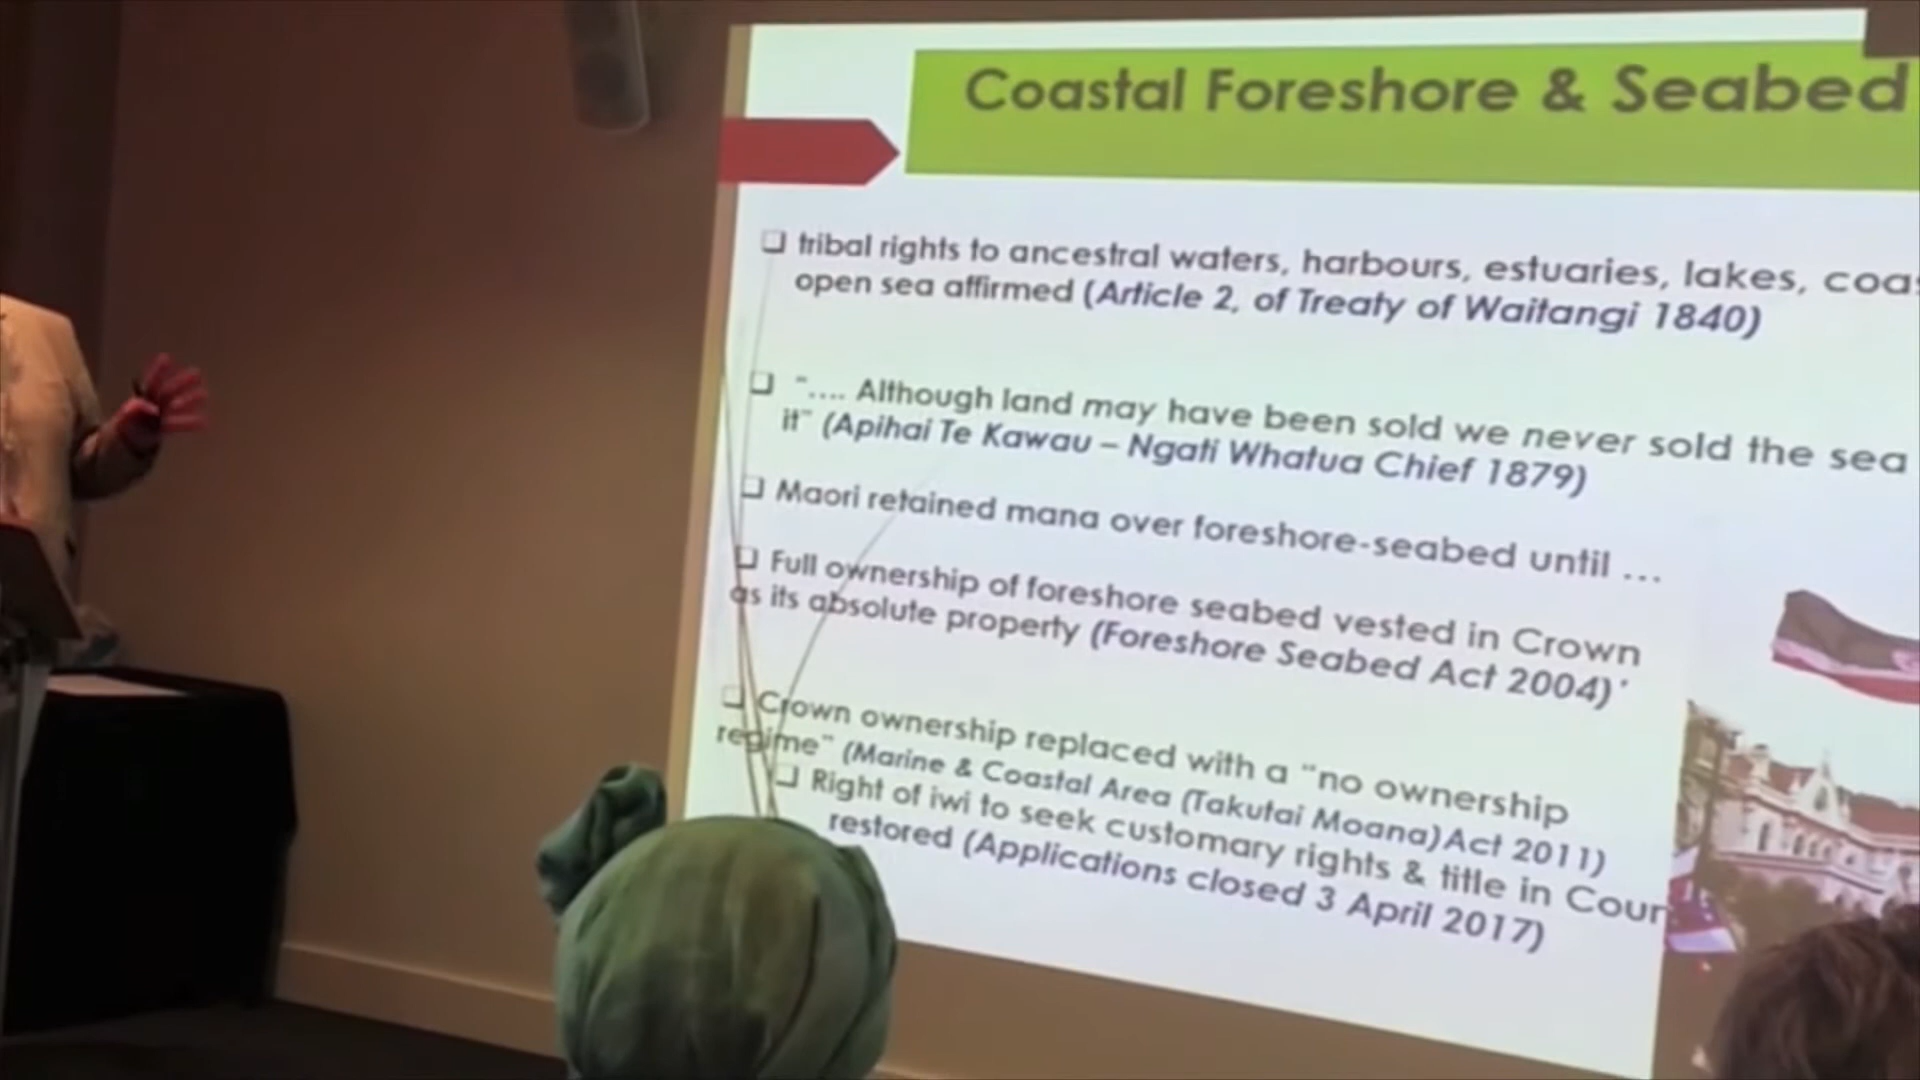 Coastal Foreshore & Seabed
❑ tribal rights to ancestral waters, harbours, estuaries, lakes,
open sea affirmed (Article 2, of Treaty of Waitangi 1840)
❑ "…. Although land may have been sold we never sold the sea
it" (Apihai Te Kawau – Ngati Whatua Chief 1879)
❑ Maori retained mana over foreshore-seabed until …
❑ Full ownership of foreshore seabed vested in Crown
as its absolute property (Foreshore Seabed Act 2004)'
❑ Crown ownership replaced with a "no ownership
regime" (Marine & Coastal Area (Takutai Moana)Act 2011)
❑ Right of iwi to seek customary rights & title in
restored (Applications closed 3 April 2017)